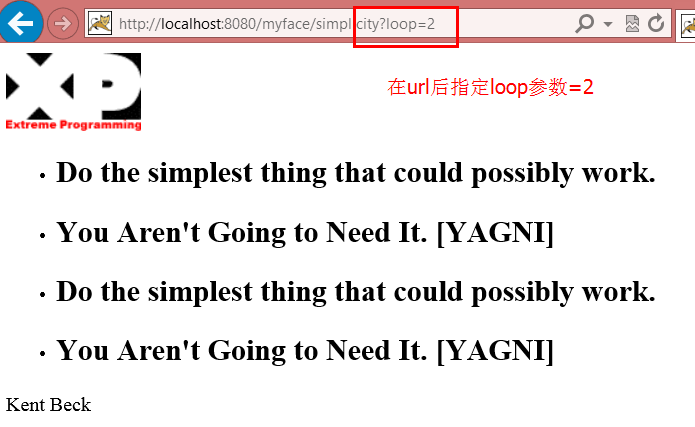 http://localhost:8080/myface/simplicity?loop=2
XP
Extreme Programming
在url后指定loop参数=2
Do the simplest thing that could possibly work.
You Aren't Going to Need It. [YAGNI]
Do the simplest thing that could possibly work.
You Aren't Going to Need It. [YAGNI]
Kent Beck